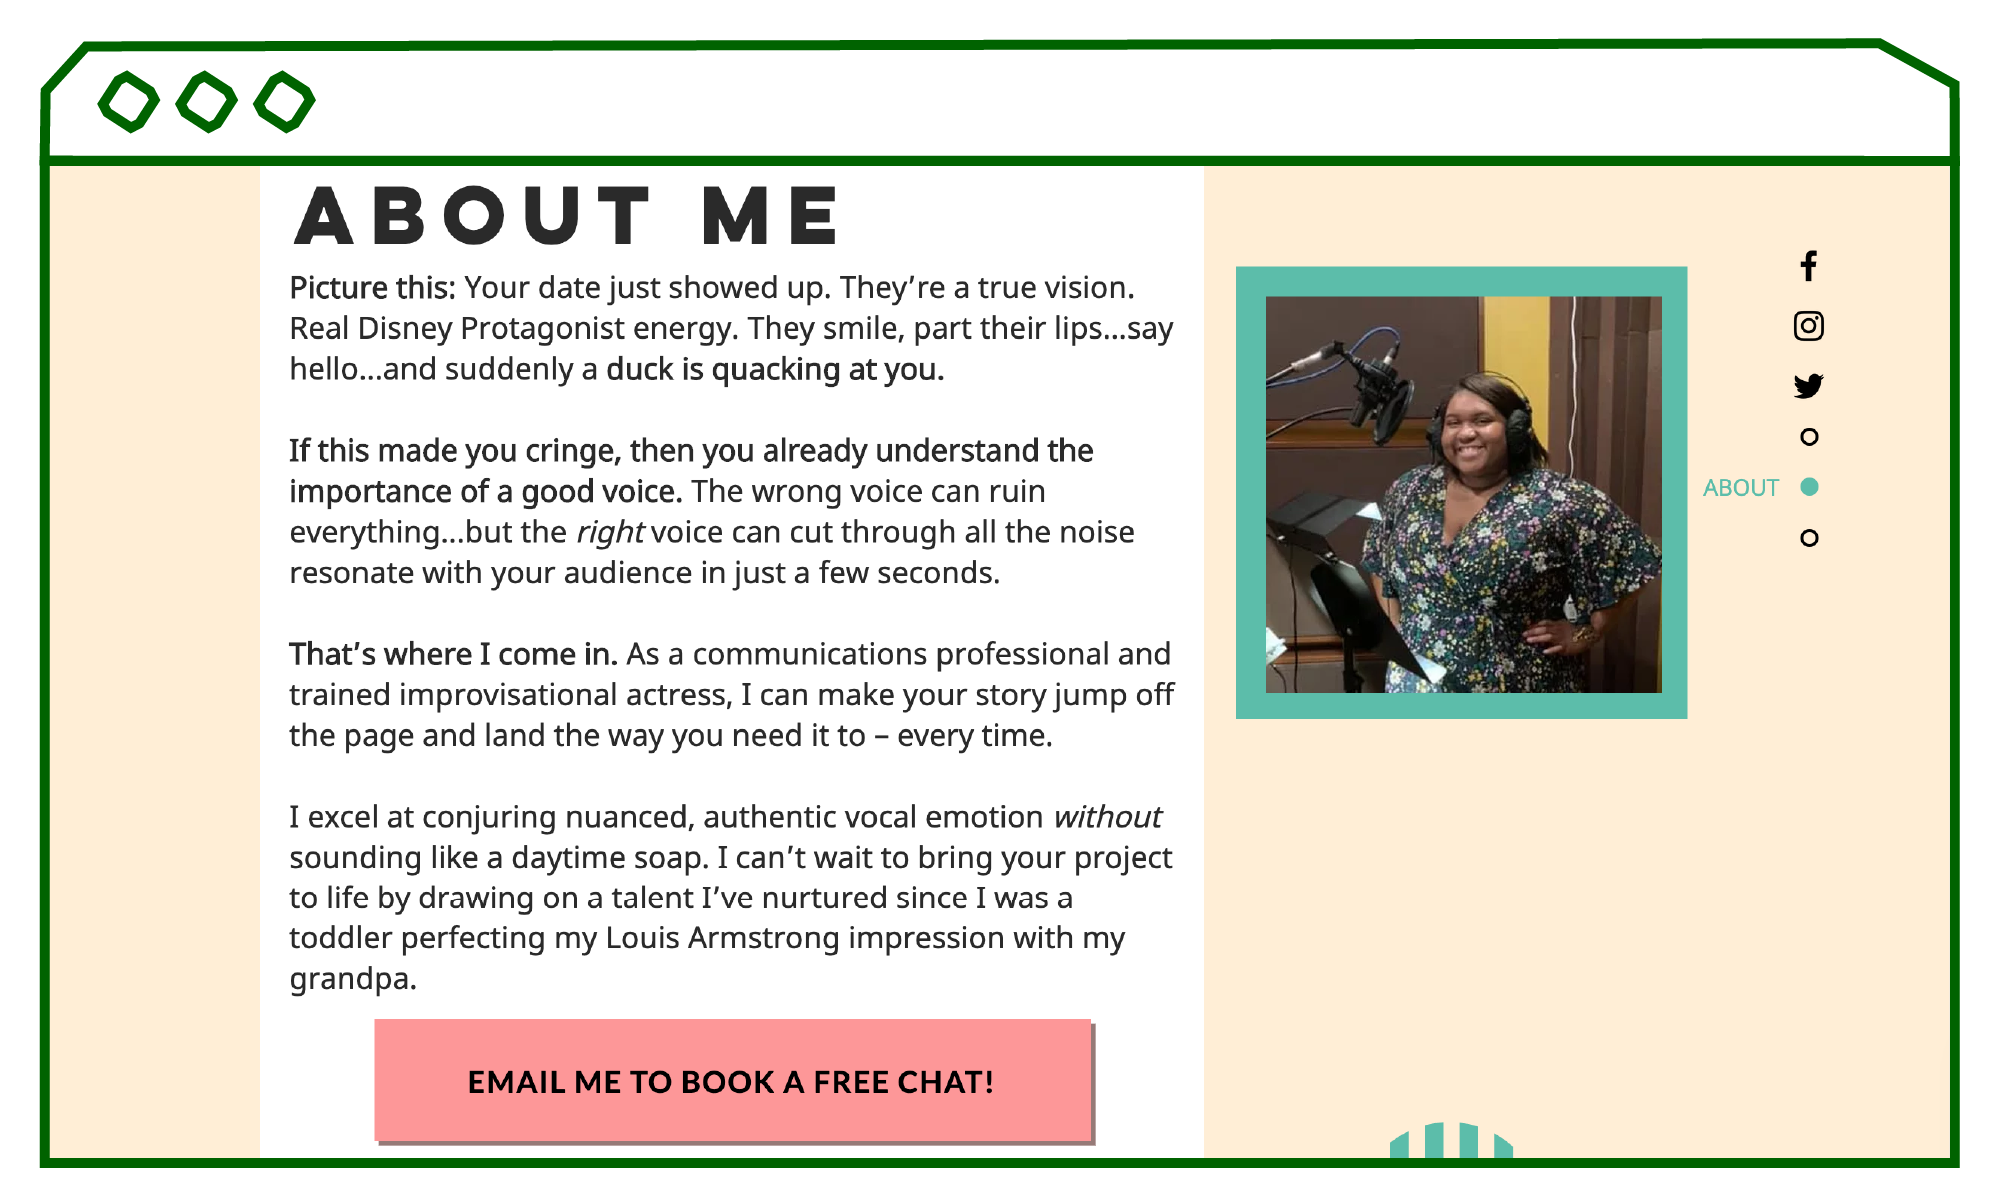 ABOUT ME
Picture this: Your date just showed up. They’re a true vision.
Real Disney Protagonist energy. They smile, part their lips...say
hello...and suddenly a duck is quacking at you.
If this made you cringe, then you already understand the
importance of a good voice. The wrong voice can ruin
everything...but the right voice can cut through all the noise
resonate with your audience in just a few seconds.
That’s where I come in. As a communications professional and
trained improvisational actress, I can make your story jump off
the page and land the way you need it to – every time.
I excel at conjuring nuanced, authentic vocal emotion without
sounding like a daytime soap. I can’t wait to bring your project
to life by drawing on a talent I’ve nurtured since I was a
toddler perfecting my Louis Armstrong impression with my
grandpa.
EMAIL ME TO BOOK A FREE CHAT!
ABOUT